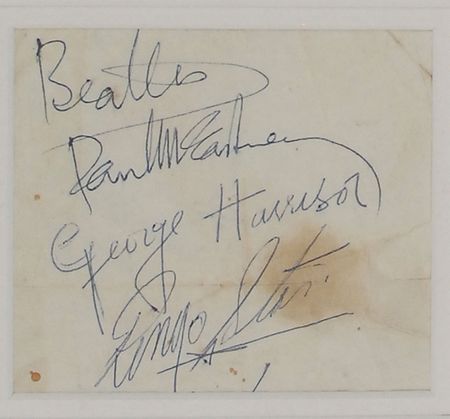 Beatles
Paul McCartney
George Harrison
Ringo Starr